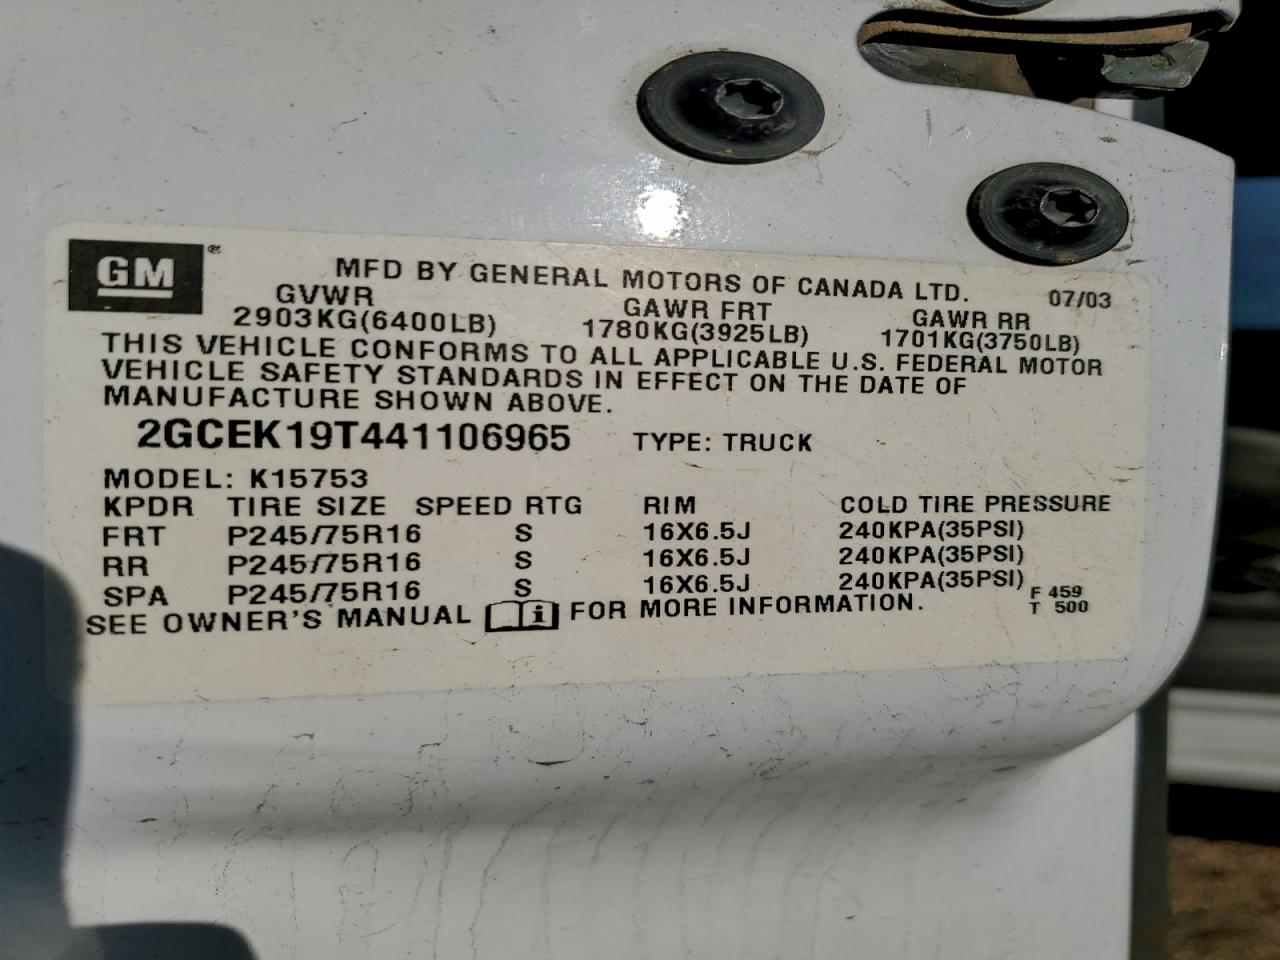 GM ®
MFD BY GENERAL MOTORS OF CANADA LTD. 07/03
GVWR GAWR FRT GAWR RR
2903KG(6400LB) 1780KG(3925LB) 1701KG(3750LB)
THIS VEHICLE CONFORMS TO ALL APPLICABLE U.S. FEDERAL MOTOR
VEHICLE SAFETY STANDARDS IN EFFECT ON THE DATE OF
MANUFACTURE SHOWN ABOVE.
2GCEK19T441106965 TYPE: TRUCK
MODEL: K15753
KPDR TIRE SIZE SPEED RTG RIM COLD TIRE PRESSURE
FRT P245/75R16 S 16X6.5J 240KPA(35PSI)
RR P245/75R16 S 16X6.5J 240KPA(35PSI)
SPA P245/75R16 S 16X6.5J 240KPA(35PSI)
SEE OWNER'S MANUAL i FOR MORE INFORMATION.
F 459
T 500